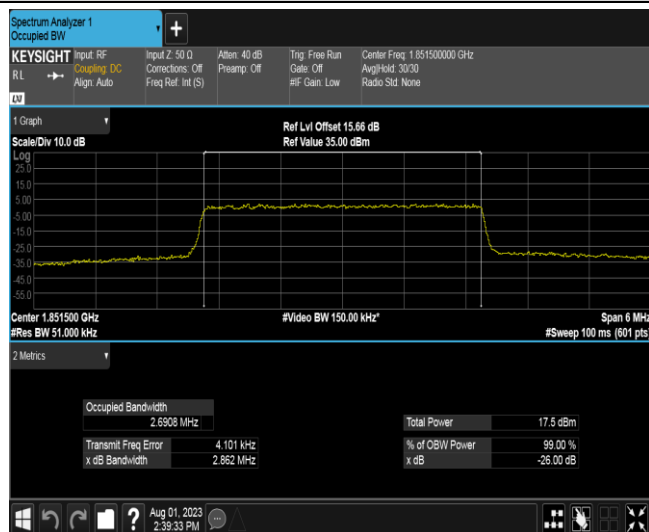 Spectrum Analyzer 1
Occupied BW
+
KEYSIGHT Input: RF Input Z: 50 Ω Atten: 40 dB Trig: Free Run Center Freq: 1.851500000 GHz
RL Coupling: DC Corrections: Off Preamp: Off Gate: Off Avg|Hold: 30/30
Align: Auto Freq Ref: Int (S) #IF Gain: Low Radio Std: None
LXI
1 Graph
Ref Lvl Offset 15.66 dB
Scale/Div 10.0 dB Ref Value 35.00 dBm
Log
25.0
15.0
5.00
-5.00
-15.0
-25.0
-35.0
-45.0
-55.0
Center 1.851500 GHz #Video BW 150.00 kHz* Span 6 MHz
#Res BW 51.000 kHz #Sweep 100 ms (601 pts)
2 Metrics
Occupied Bandwidth
2.6908 MHz Total Power 17.5 dBm
Transmit Freq Error 4.101 kHz % of OBW Power 99.00 %
x dB Bandwidth 2.862 MHz x dB -26.00 dB
? Aug 01, 2023
2:39:33 PM